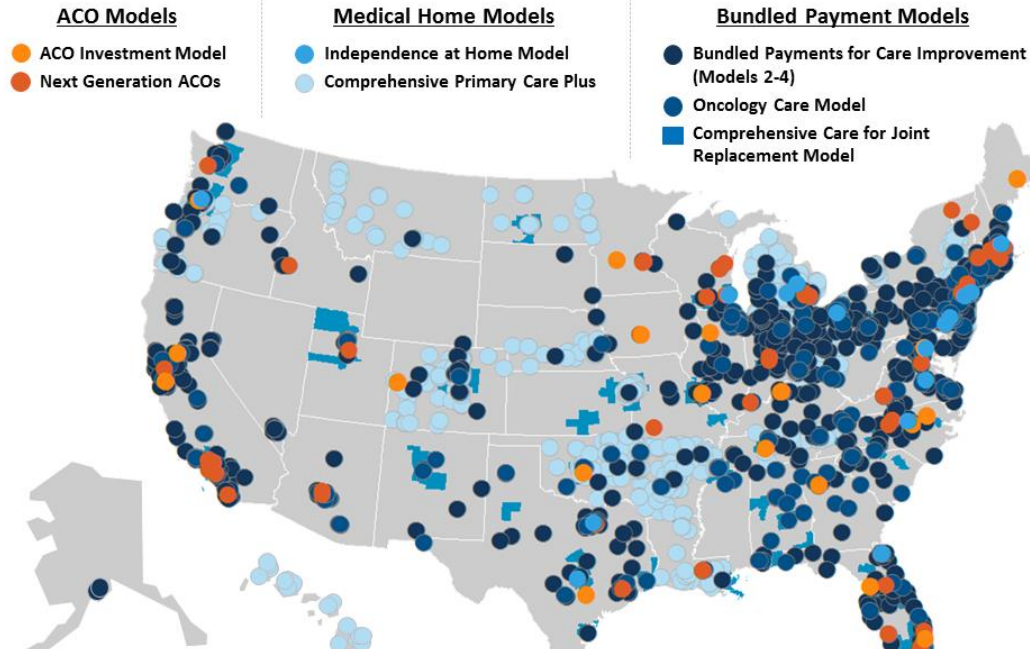 ACO Models
ACO Investment Model
Next Generation ACOs
Medical Home Models
Independence at Home Model
Comprehensive Primary Care Plus
Bundled Payment Models
Bundled Payments for Care Improvement
(Models 2-4)
Oncology Care Model
Comprehensive Care for Joint
Replacement Model